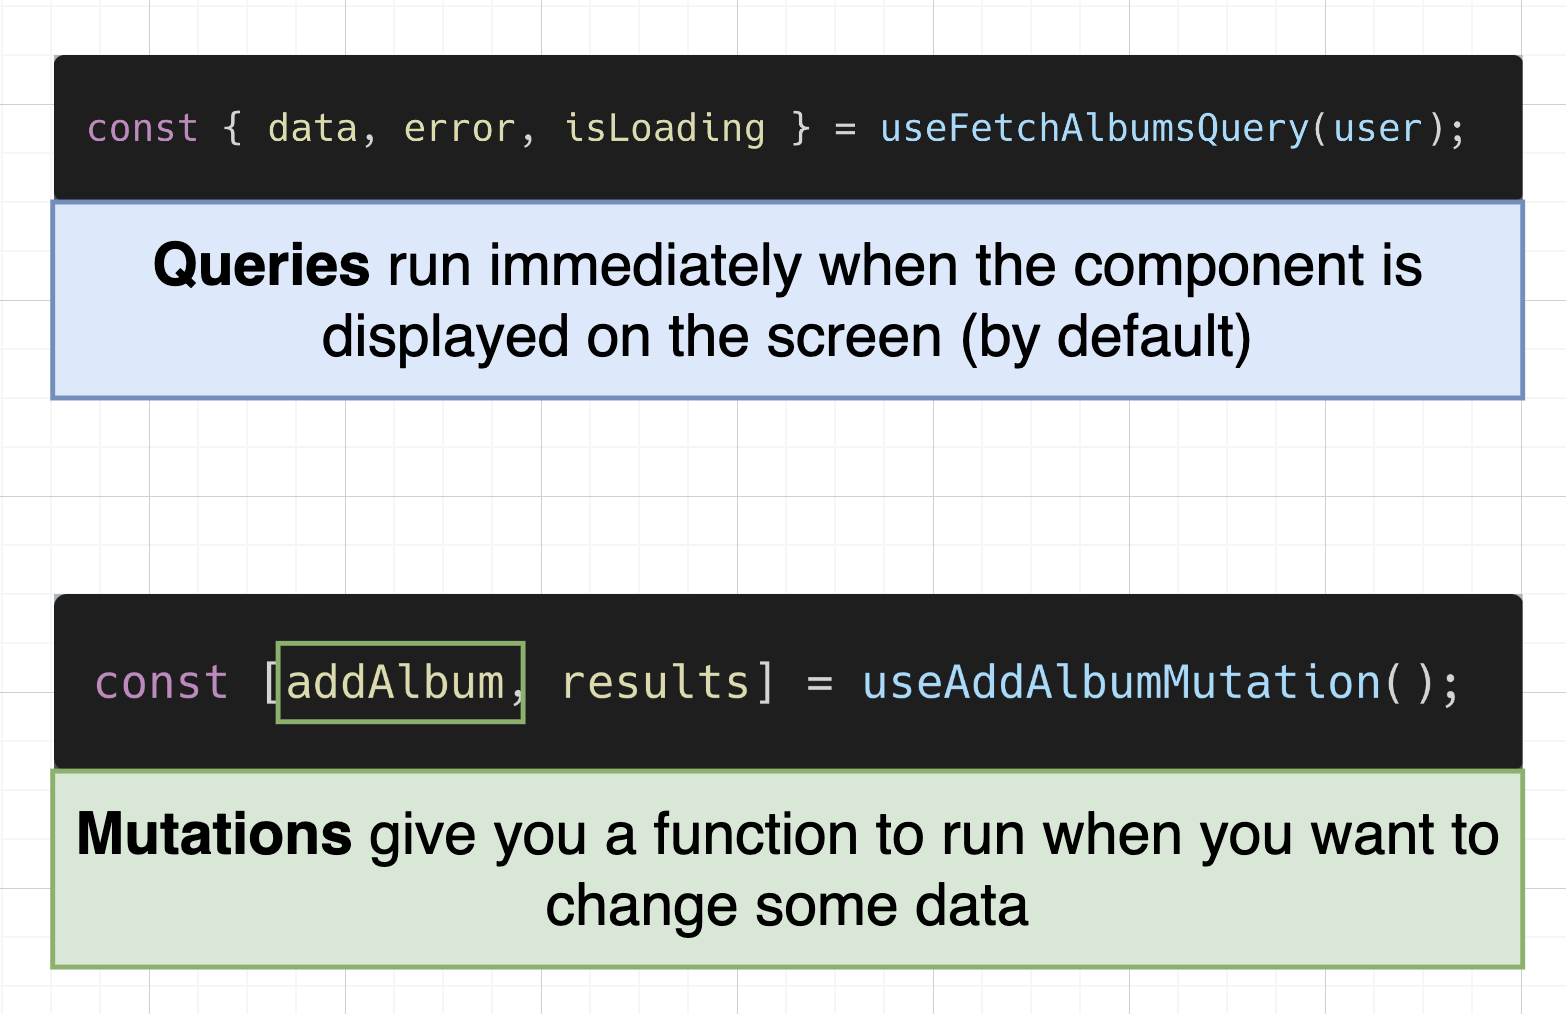 const { data, error, isLoading } = useFetchAlbumsQuery(user);
Queries run immediately when the component is
displayed on the screen (by default)
const [addAlbum, results] = useAddAlbumMutation();
Mutations give you a function to run when you want to
change some data